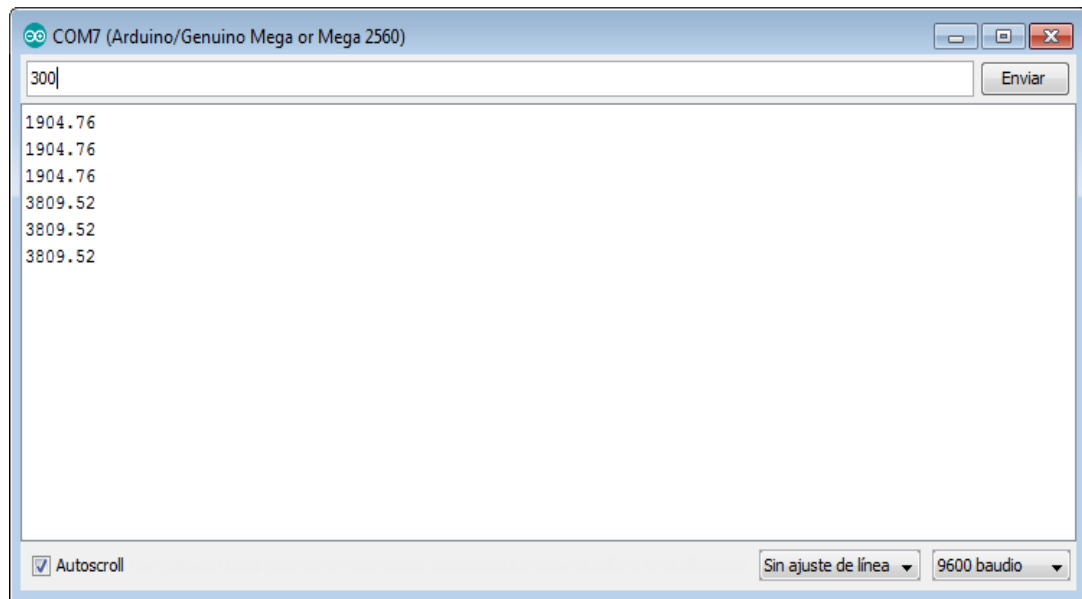 COM7 (Arduino/Genuino Mega or Mega 2560)
300
Enviar
1904.76
1904.76
1904.76
3809.52
3809.52
3809.52
Autoscroll
Sin ajuste de línea
9600 baudio